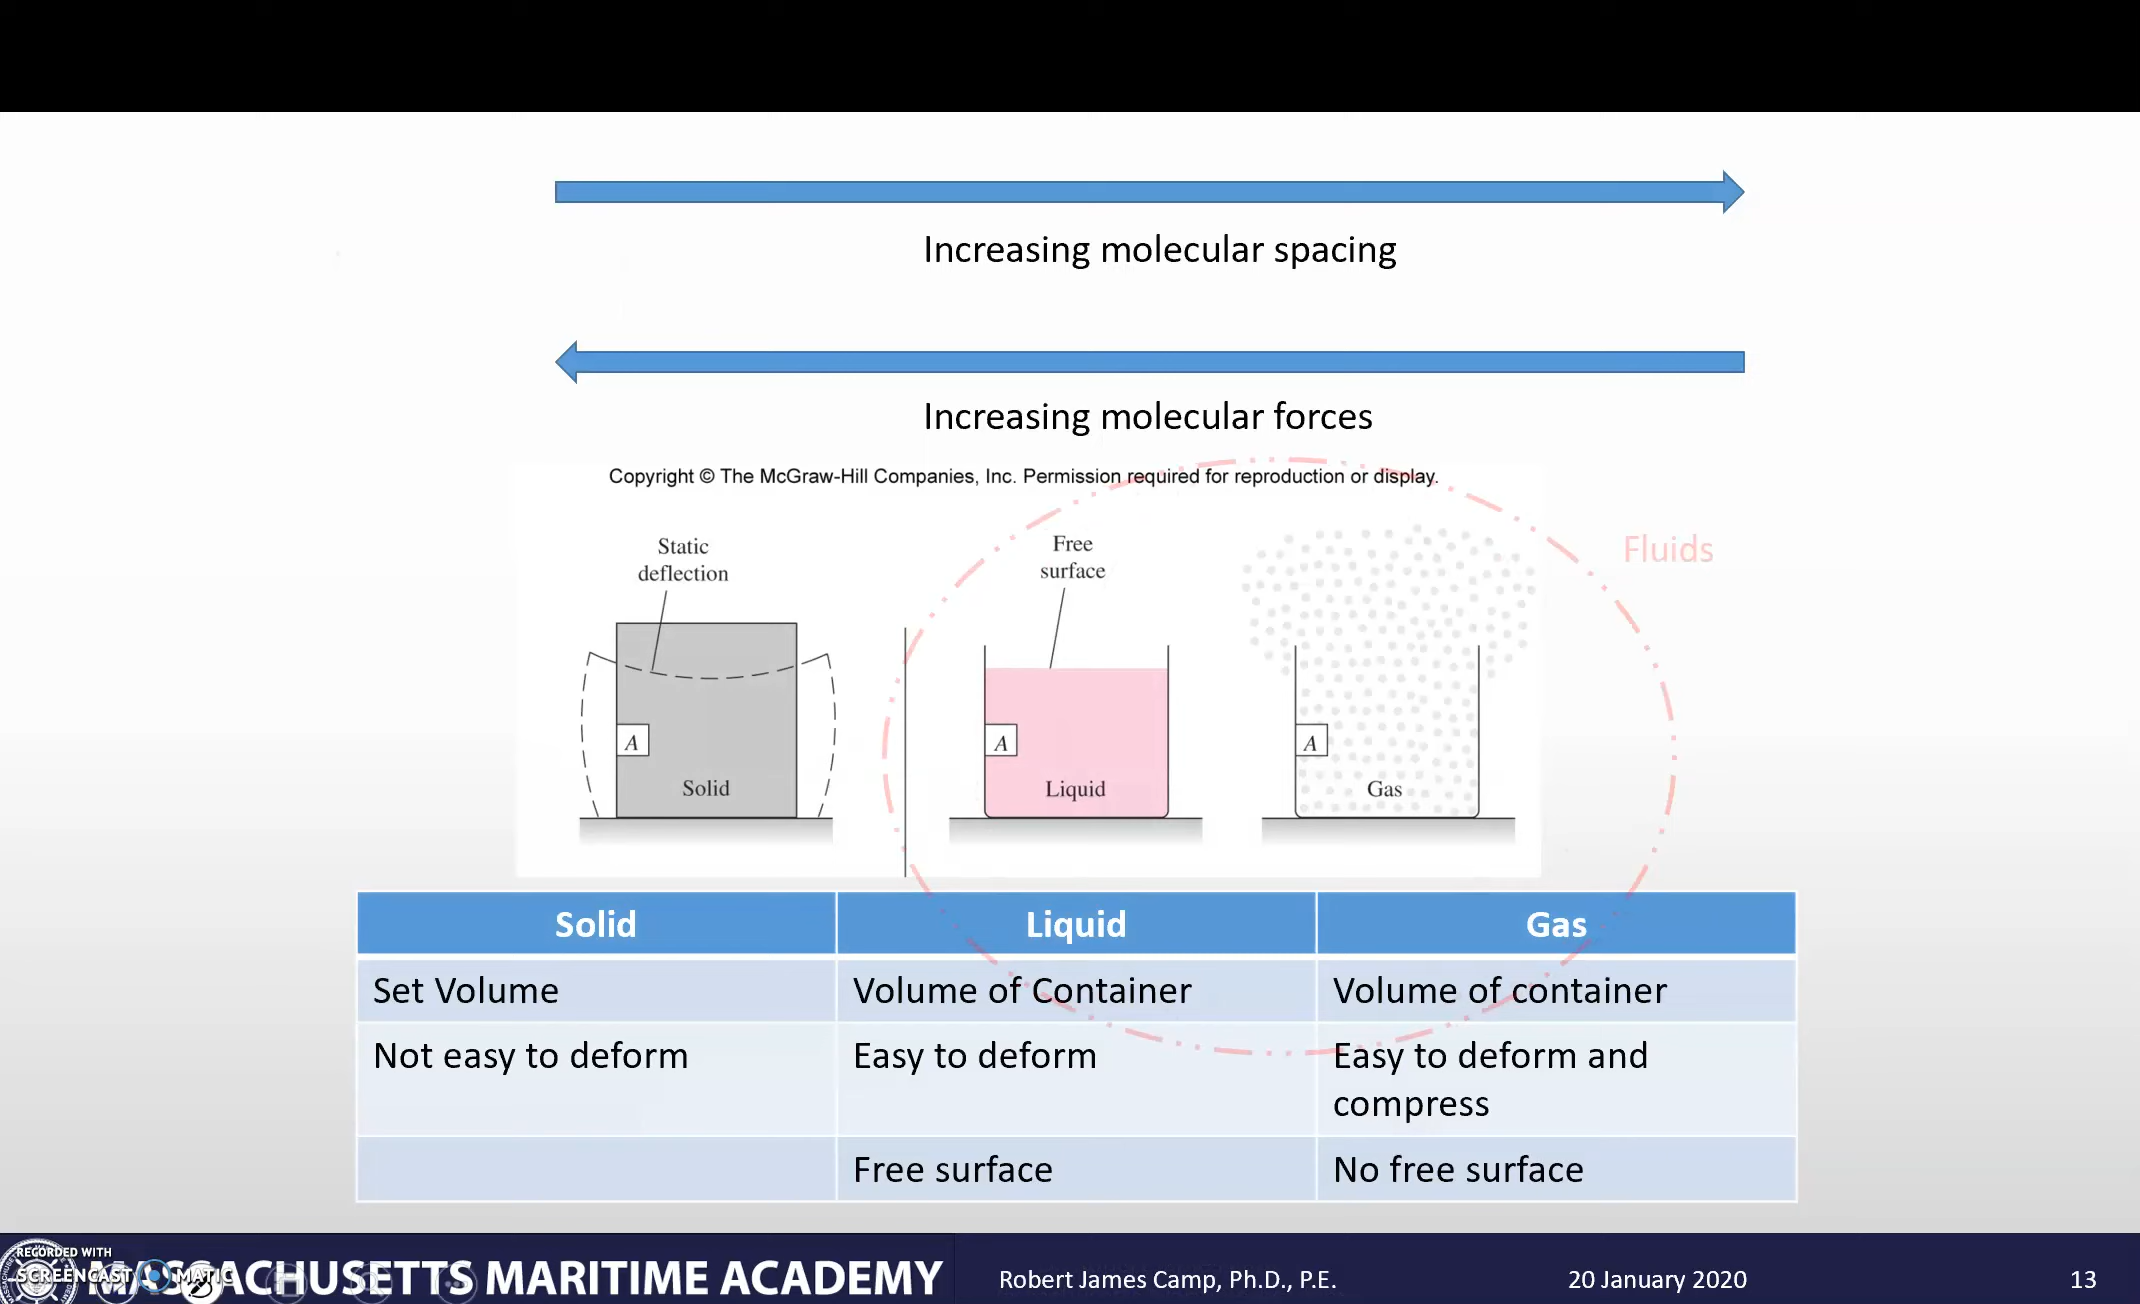 Increasing molecular spacing
Increasing molecular forces
Copyright © The McGraw-Hill Companies, Inc. Permission required for reproduction or display.
Static
deflection
Free
surface
Fluids
A
A
A
Solid
Liquid
Gas
Solid
Liquid
Gas
Set Volume
Volume of Container
Volume of container
Not easy to deform
Easy to deform
Easy to deform and
compress
Free surface
No free surface
RECORDED WITH
SCREENCAST MATIC
MASSACHUSETTS MARITIME ACADEMY
Robert James Camp, Ph.D., P.E.
20 January 2020
13